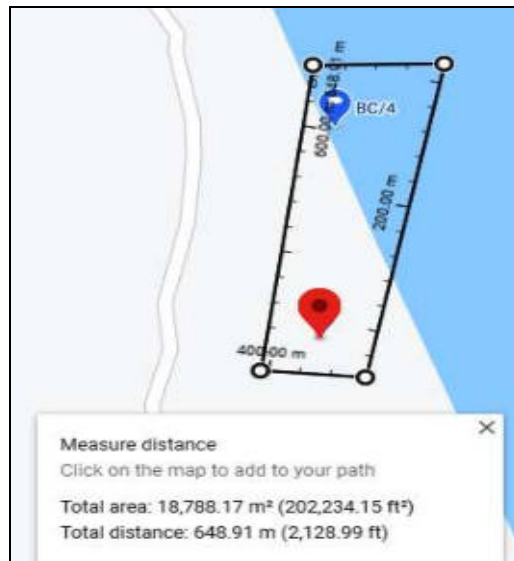 BC/4
600.00 m
200.00 m
400.00 m
Measure distance
Click on the map to add to your path
Total area: 18,788.17 m² (202,234.15 ft²)
Total distance: 648.91 m (2,128.99 ft)